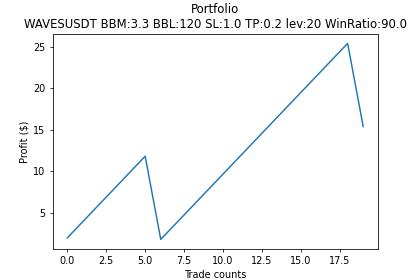 Portfolio
WAVESUSDT BBM:3.3 BBL:120 SL:1.0 TP:0.2 lev:20 WinRatio:90.0
25
20
15
10
5
Profit ($)
0.0 2.5 5.0 7.5 10.0 12.5 15.0 17.5
Trade counts